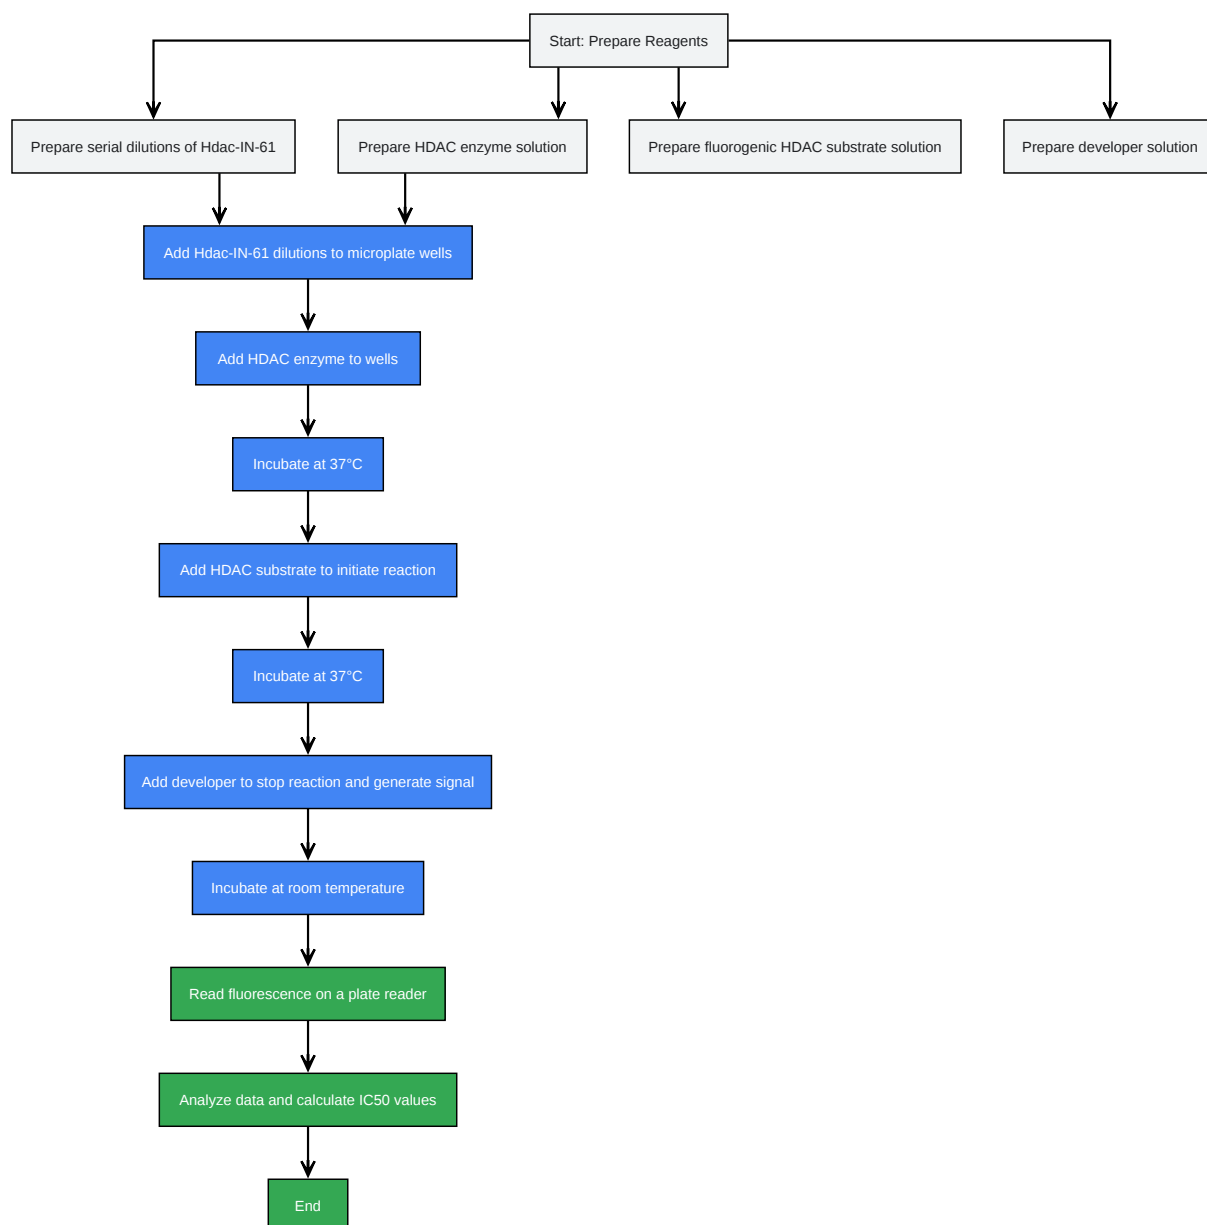 Start: Prepare Reagents
Prepare serial dilutions of Hdac-IN-61
Prepare HDAC enzyme solution
Prepare fluorogenic HDAC substrate solution
Prepare developer solution
Add Hdac-IN-61 dilutions to microplate wells
Add HDAC enzyme to wells
Incubate at 37°C
Add HDAC substrate to initiate reaction
Incubate at 37°C
Add developer to stop reaction and generate signal
Incubate at room temperature
Read fluorescence on a plate reader
Analyze data and calculate IC50 values
End